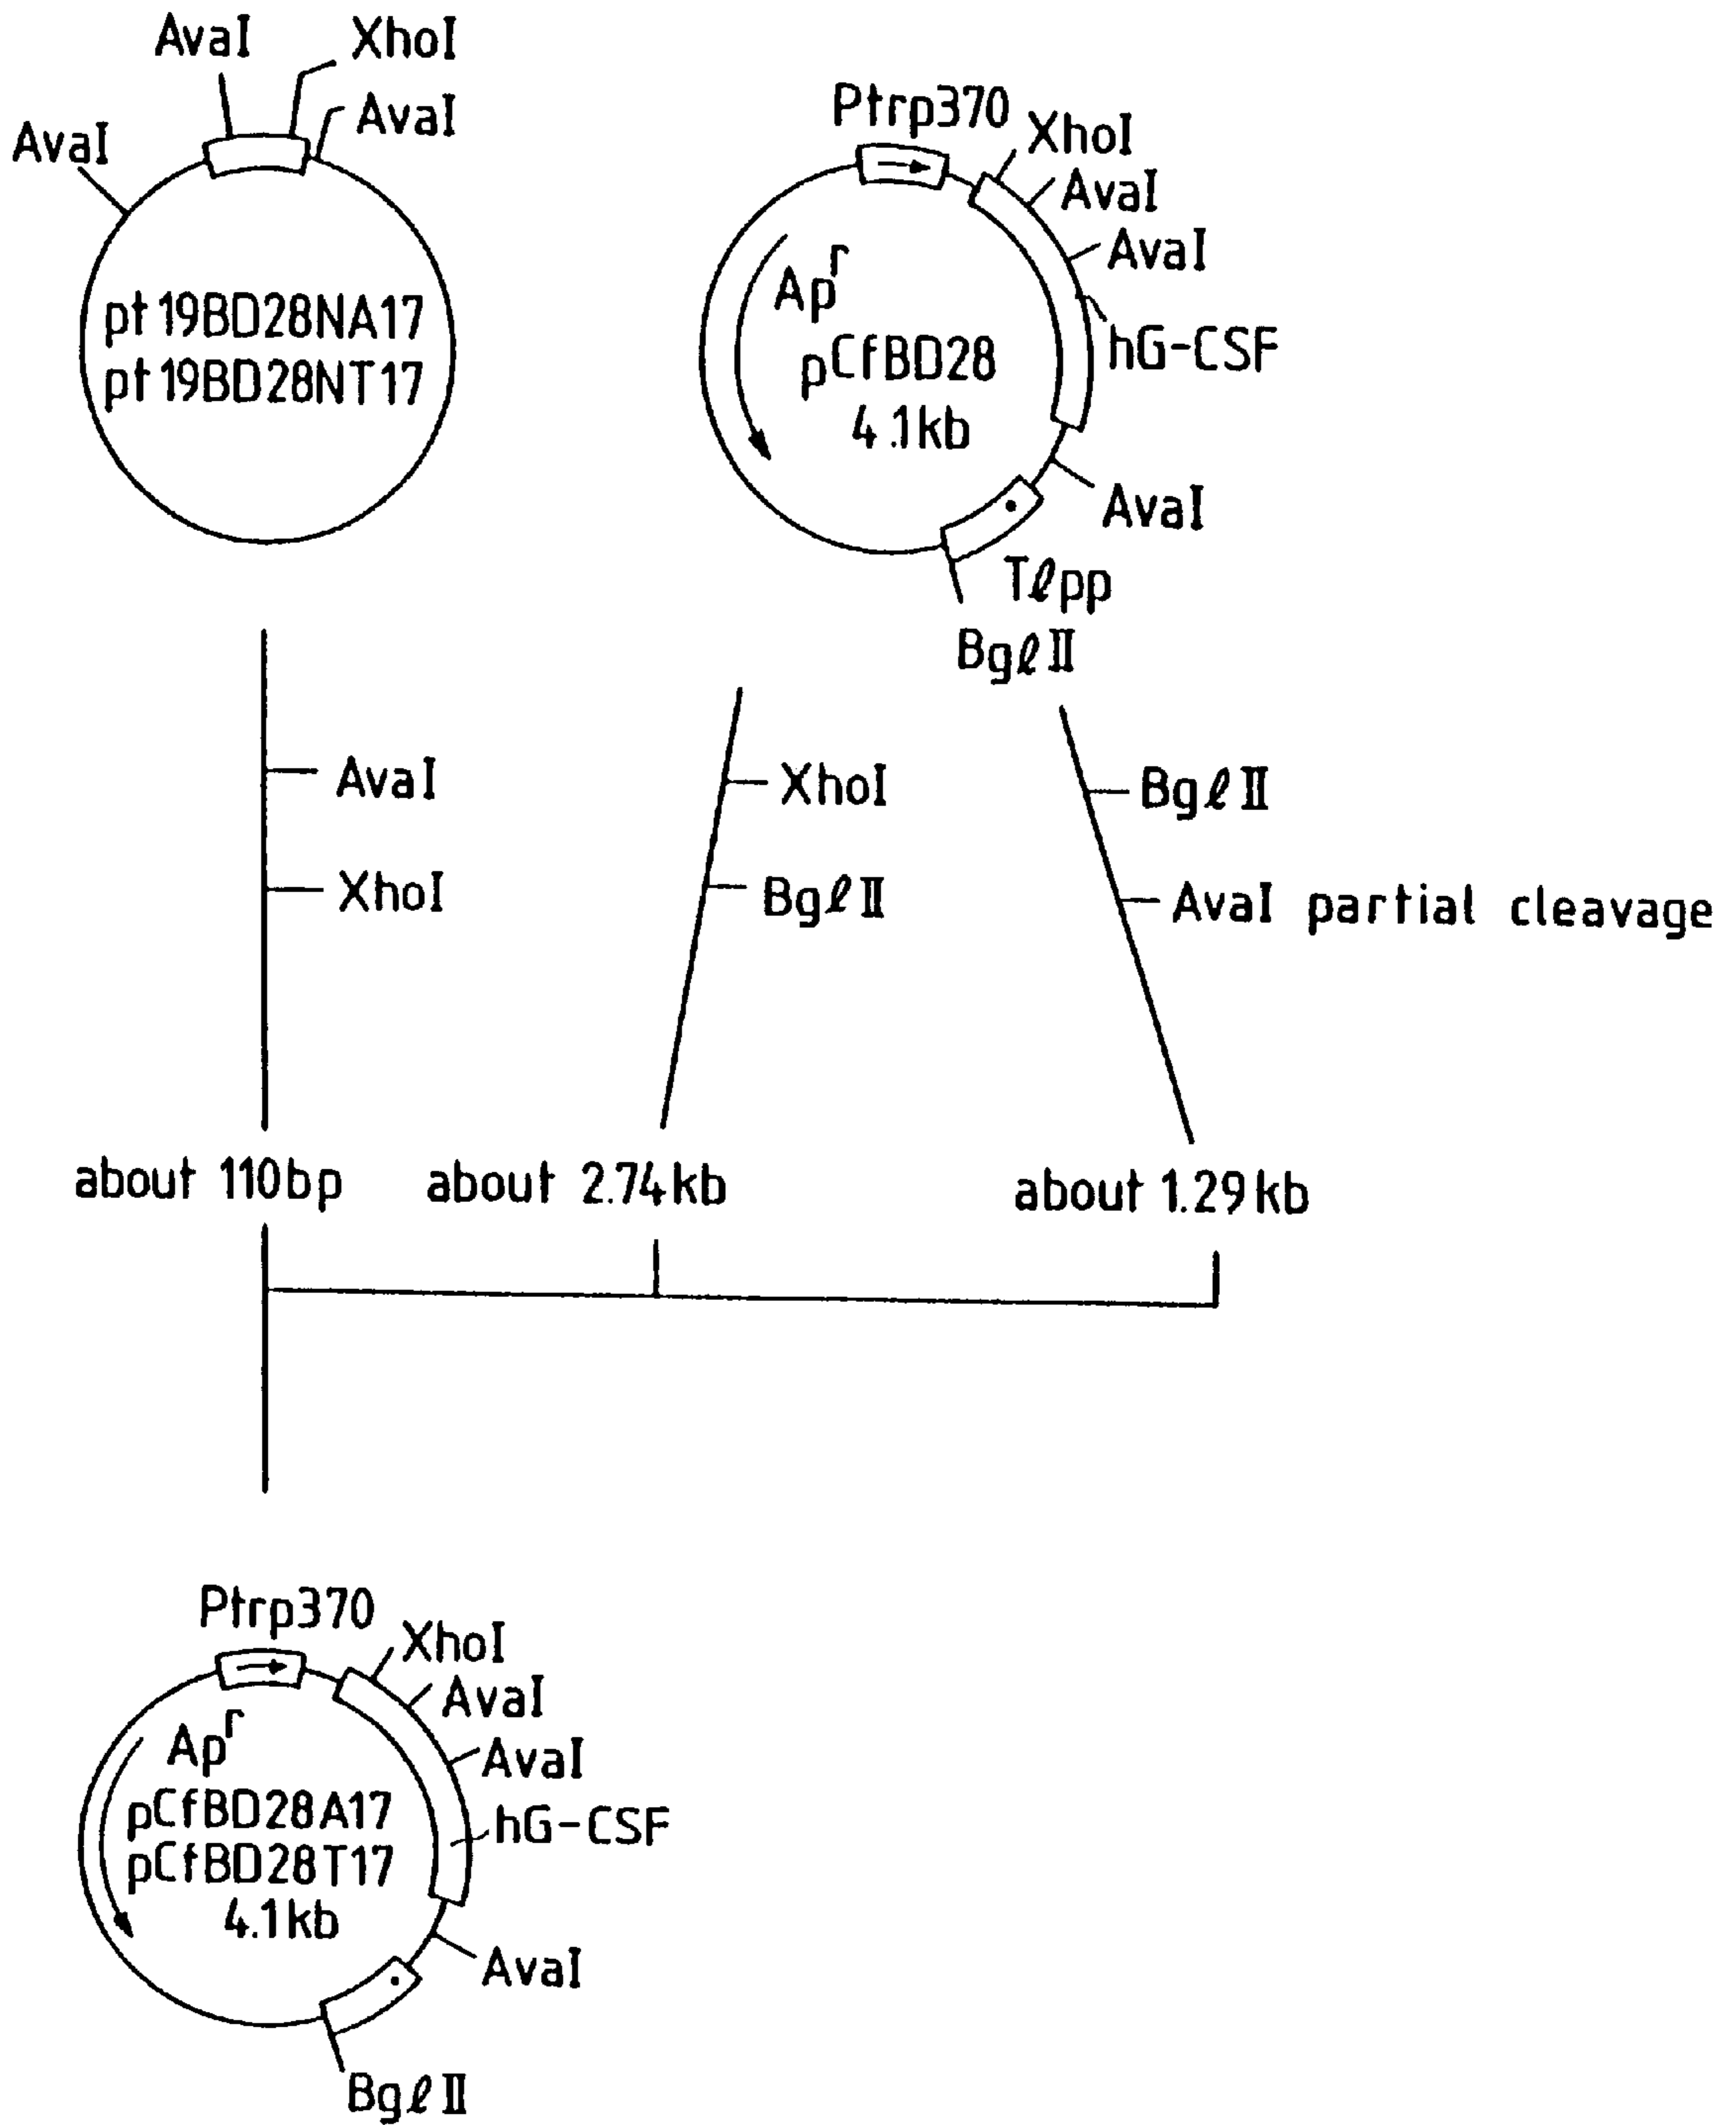 AvaI
XhoI
AvaI
AvaI
pt19BD28NA17
pt19BD28NT17
Ptrp370
XhoI
AvaI
AvaI
Apr
pCfBD28
4.1kb
hG-CSF
AvaI
Tℓpp
BgℓII
AvaI
XhoI
XhoI
BgℓII
BgℓII
AvaI partial cleavage
about 110bp
about 2.74kb
about 1.29kb
Ptrp370
XhoI
AvaI
AvaI
Apr
pCfBD28A17
pCfBD28T17
4.1kb
hG-CSF
AvaI
BgℓII